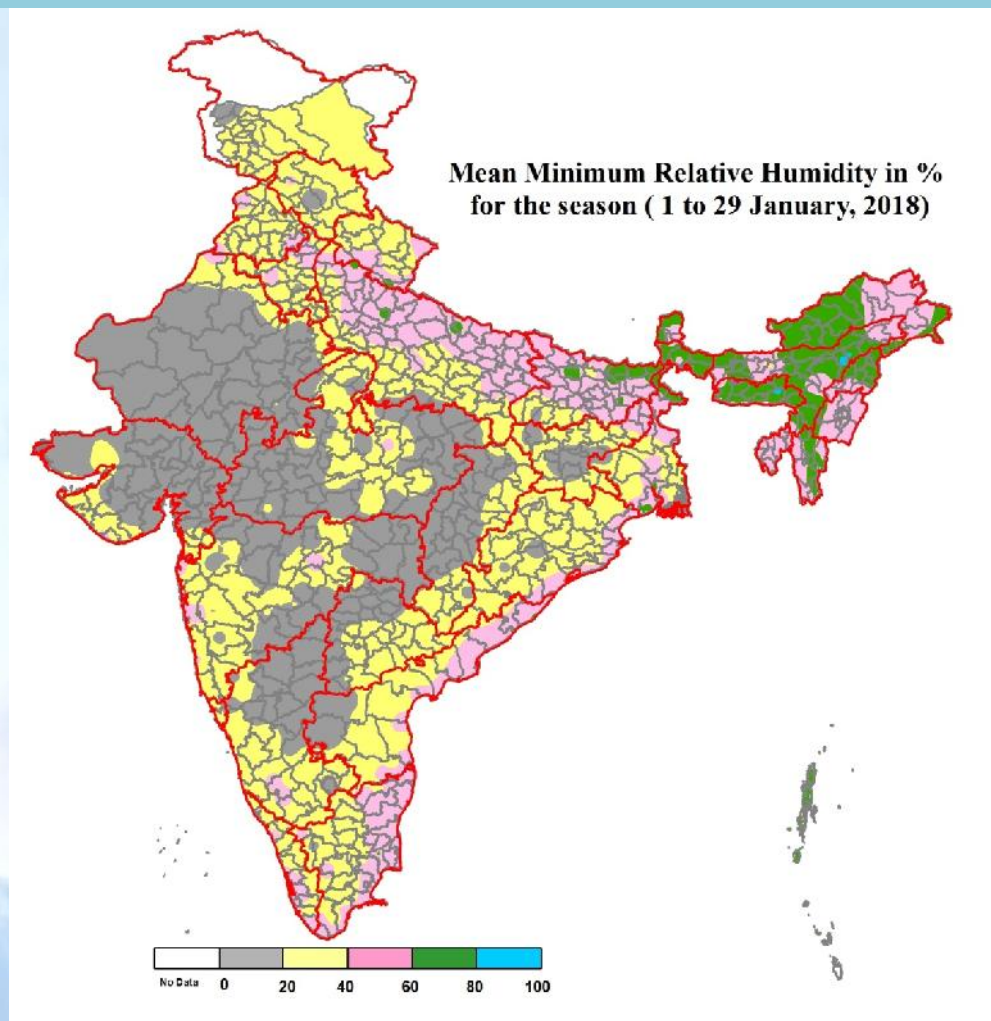 Mean Minimum Relative Humidity in %
for the season ( 1 to 29 January, 2018)
No Data 0 20 40 60 80 100